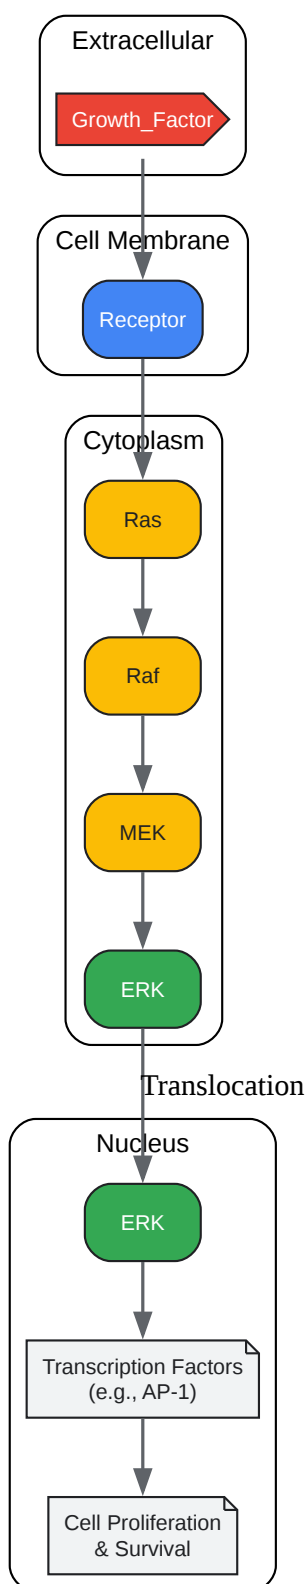 Extracellular
Growth_Factor
Cell Membrane
Receptor
Cytoplasm
Ras
Raf
MEK
ERK
Translocation
Nucleus
ERK
Transcription Factors
(e.g., AP-1)
Cell Proliferation
& Survival